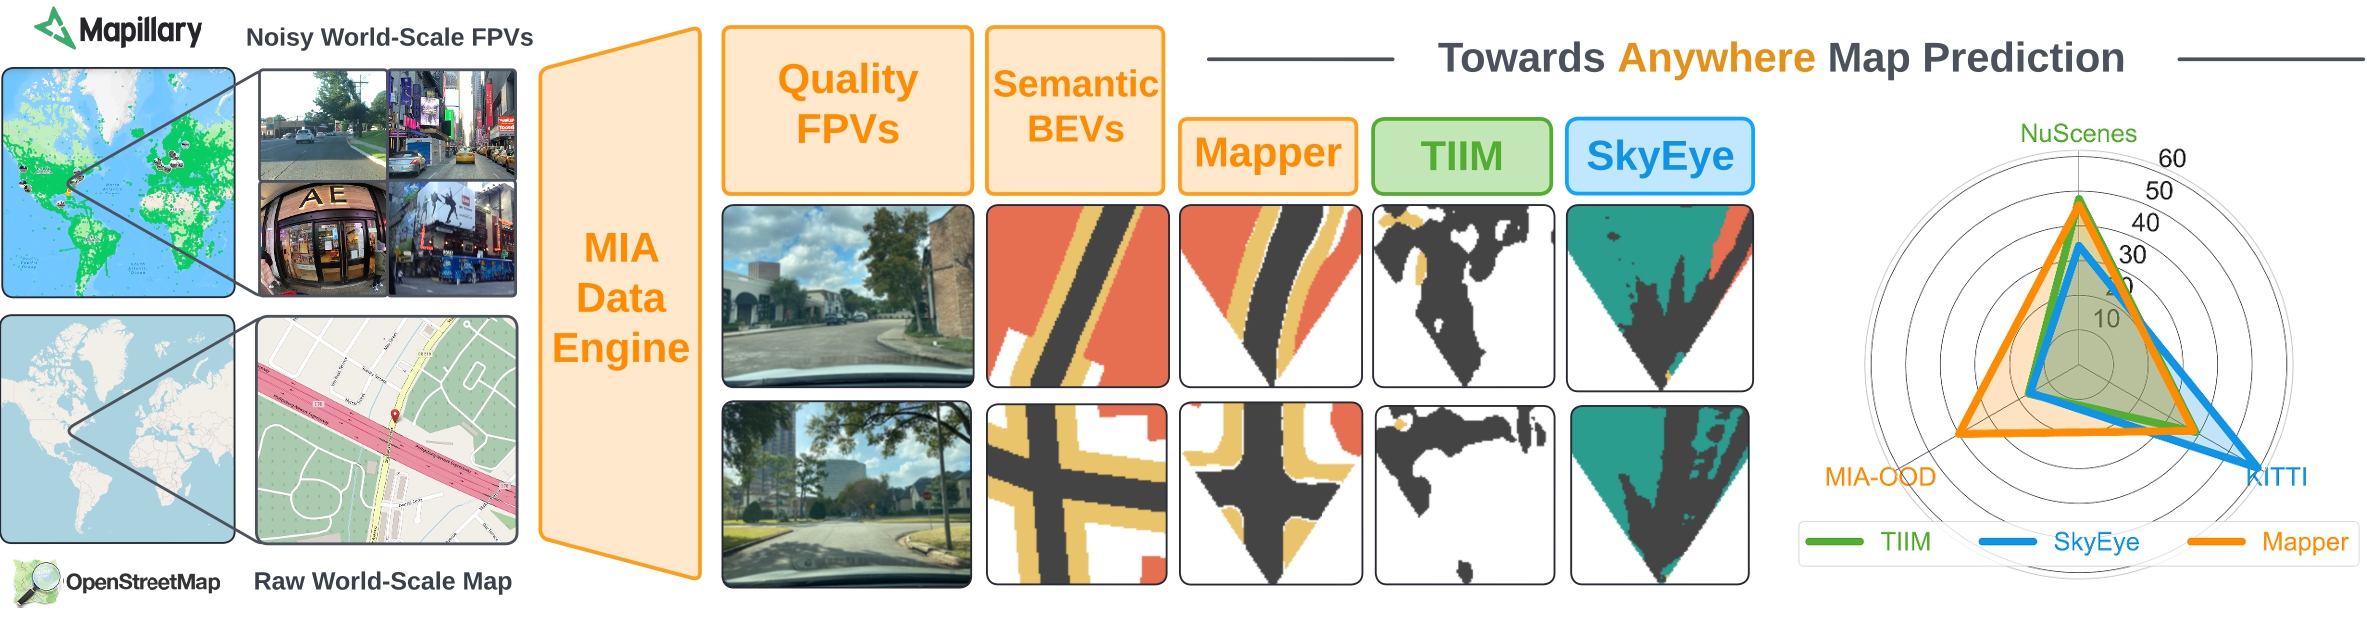 Mapillary
Noisy World-Scale FPVs
AE
OpenStreetMap
Raw World-Scale Map
MIA
Data
Engine
Quality
FPVs
Semantic
BEVs
Towards Anywhere Map Prediction
Mapper
TIIM
SkyEye
NuScenes
60
50
40
30
20
10
MIA-OOD
KITTI
TIIM
SkyEye
Mapper